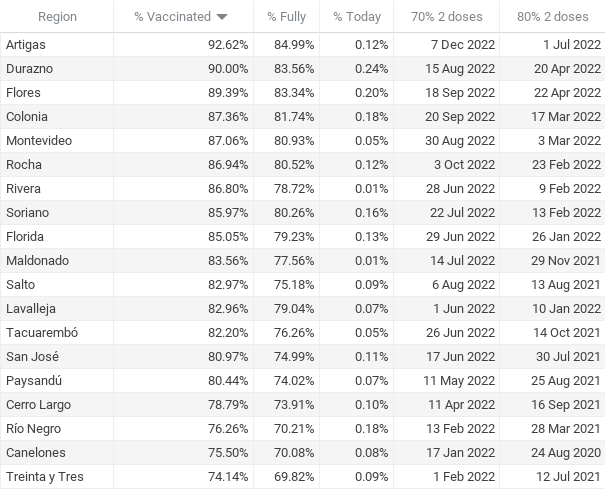 Region % Vaccinated % Fully % Today 70% 2 doses 80% 2 doses
Artigas 92.62% 84.99% 0.12% 7 Dec 2022 1 Jul 2022
Durazno 90.00% 83.56% 0.24% 15 Aug 2022 20 Apr 2022
Flores 89.39% 83.34% 0.20% 18 Sep 2022 22 Apr 2022
Colonia 87.36% 81.74% 0.18% 20 Sep 2022 17 Mar 2022
Montevideo 87.06% 80.93% 0.05% 30 Aug 2022 3 Mar 2022
Rocha 86.94% 80.52% 0.12% 3 Oct 2022 23 Feb 2022
Rivera 86.80% 78.72% 0.01% 28 Jun 2022 9 Feb 2022
Soriano 85.97% 80.26% 0.16% 22 Jul 2022 13 Feb 2022
Florida 85.05% 79.23% 0.13% 29 Jun 2022 26 Jan 2022
Maldonado 83.56% 77.56% 0.01% 14 Jul 2022 29 Nov 2021
Salto 82.97% 75.18% 0.09% 6 Aug 2022 13 Aug 2021
Lavalleja 82.96% 79.04% 0.07% 1 Jun 2022 10 Jan 2022
Tacuarembó 82.20% 76.26% 0.05% 26 Jun 2022 14 Oct 2021
San José 80.97% 74.99% 0.11% 17 Jun 2022 30 Jul 2021
Paysandú 80.44% 74.02% 0.07% 11 May 2022 25 Aug 2021
Cerro Largo 78.79% 73.91% 0.10% 11 Apr 2022 16 Sep 2021
Río Negro 76.26% 70.21% 0.18% 13 Feb 2022 28 Mar 2021
Canelones 75.50% 70.08% 0.08% 17 Jan 2022 24 Aug 2020
Treinta y Tres 74.14% 69.82% 0.09% 1 Feb 2022 12 Jul 2021